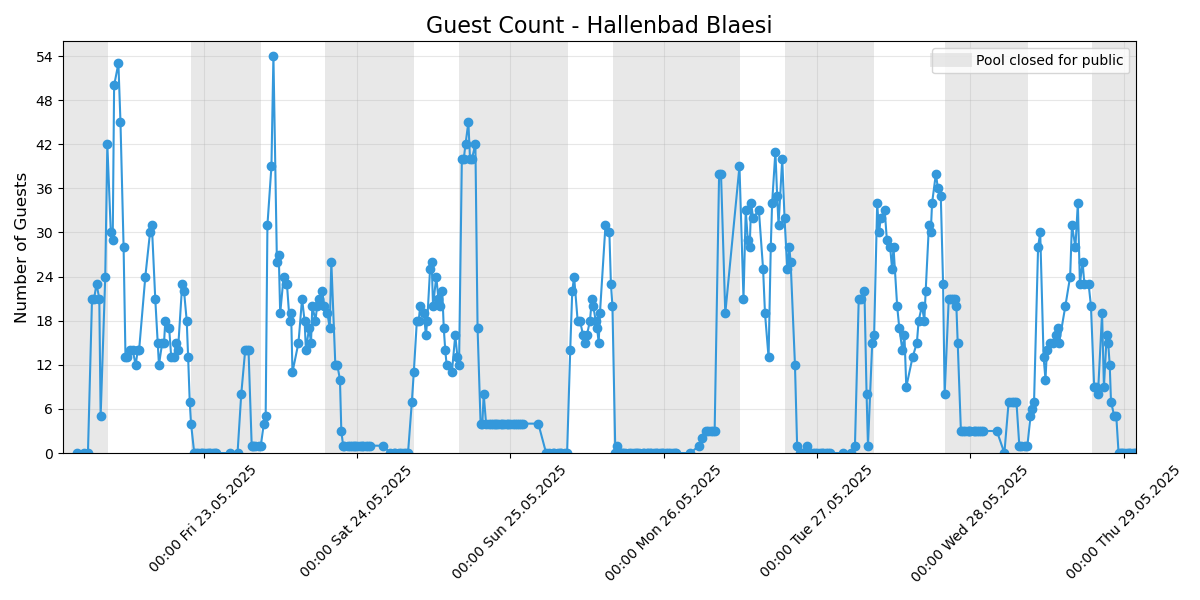 Guest Count - Hallenbad Blaesi
Pool closed for public
Number of Guests
54
48
42
36
30
24
18
12
6
0
00:00 Fri 23.05.2025
00:00 Sat 24.05.2025
00:00 Sun 25.05.2025
00:00 Mon 26.05.2025
00:00 Tue 27.05.2025
00:00 Wed 28.05.2025
00:00 Thu 29.05.2025